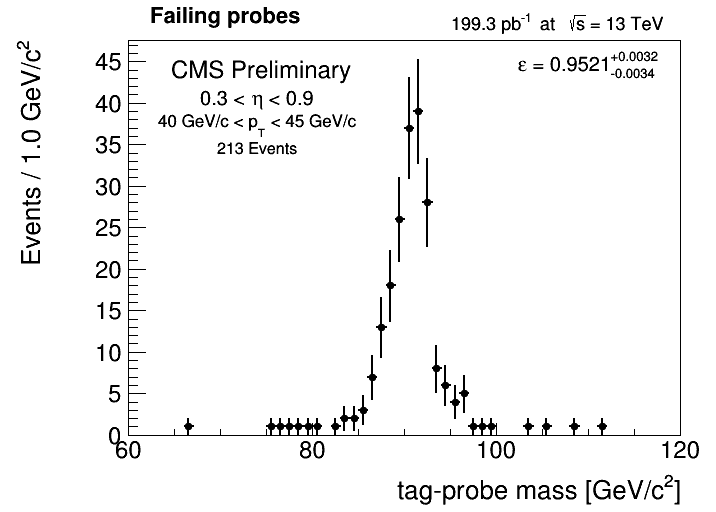 Failing probes
199.3 pb⁻¹ at √s = 13 TeV
CMS Preliminary
0.3 < η < 0.9
40 GeV/c < p_T < 45 GeV/c
213 Events
ε = 0.9521 +0.0032 -0.0034
Events / 1.0 GeV/c²
45
40
35
30
25
20
15
10
5
0
60 80 100 120
tag-probe mass [GeV/c²]